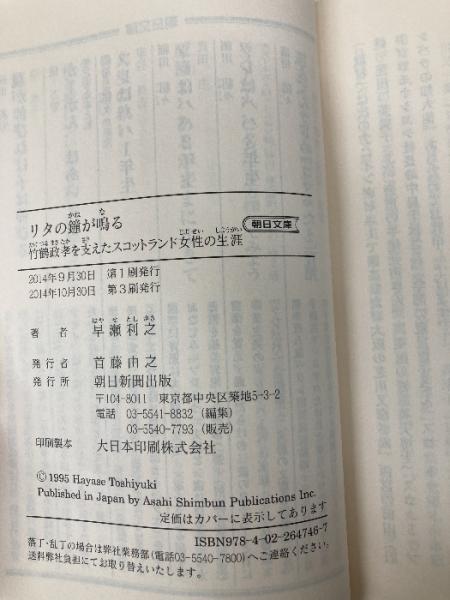 リタの鐘が鳴る
竹鶴政孝を支えたスコットランド女性の生涯
朝日文庫
2014年9月30日 第1刷発行
2014年10月30日 第3刷発行
著者 早瀬利之
発行者 首藤由之
発行所 朝日新聞出版
〒104-8011 東京都中央区築地5-3-2
電話 03-5541-8832（編集）
03-5540-7793（販売）
印刷製本 大日本印刷株式会社
© 1995 Hayase Toshiyuki
Published in Japan by Asahi Shimbun Publications Inc.
定価はカバーに表示してあります
ISBN978-4-02-264746-7
落丁・乱丁の場合は弊社業務部（電話03-5540-7800）へご連絡ください。
送料弊社負担にてお取り替えいたします。